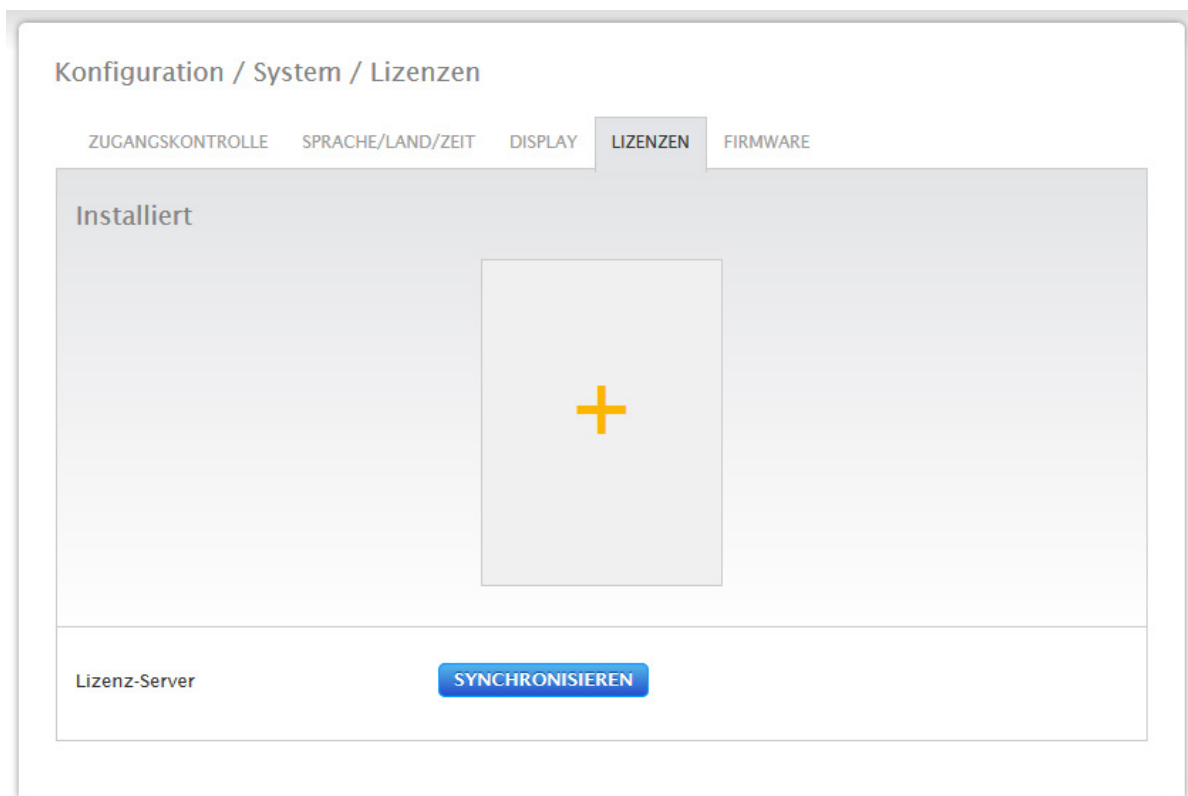 Konfiguration / System / Lizenzen
ZUGANGSKONTROLLE SPRACHE/LAND/ZEIT DISPLAY LIZENZEN FIRMWARE
Installiert
Lizenz-Server SYNCHRONISIEREN